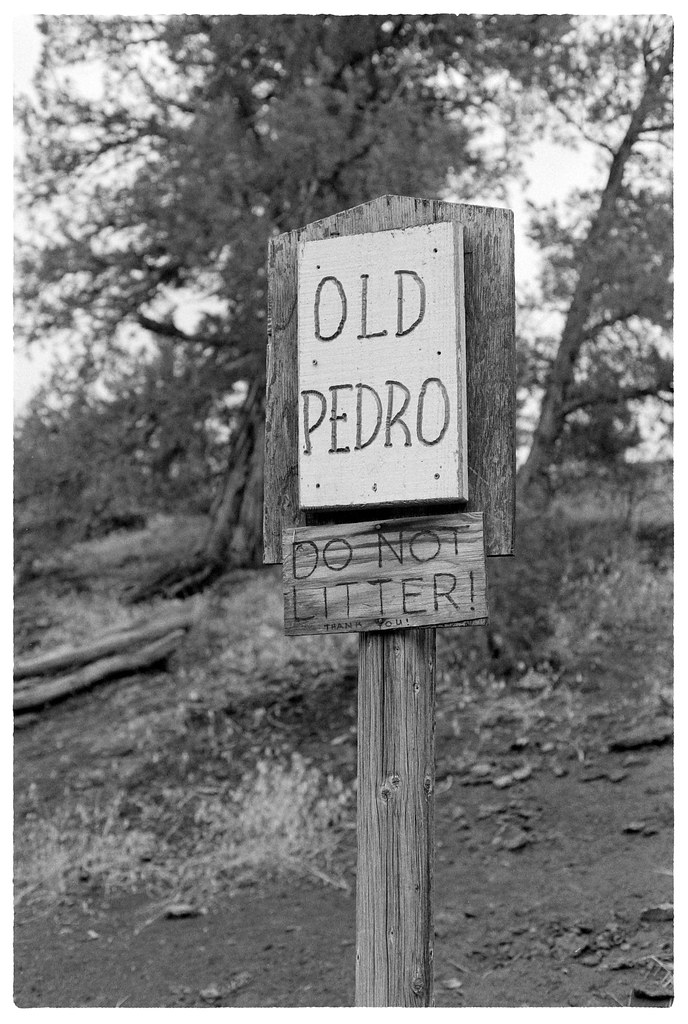 OLD
PEDRO
DO NOT
LITTER!
THANK YOU!